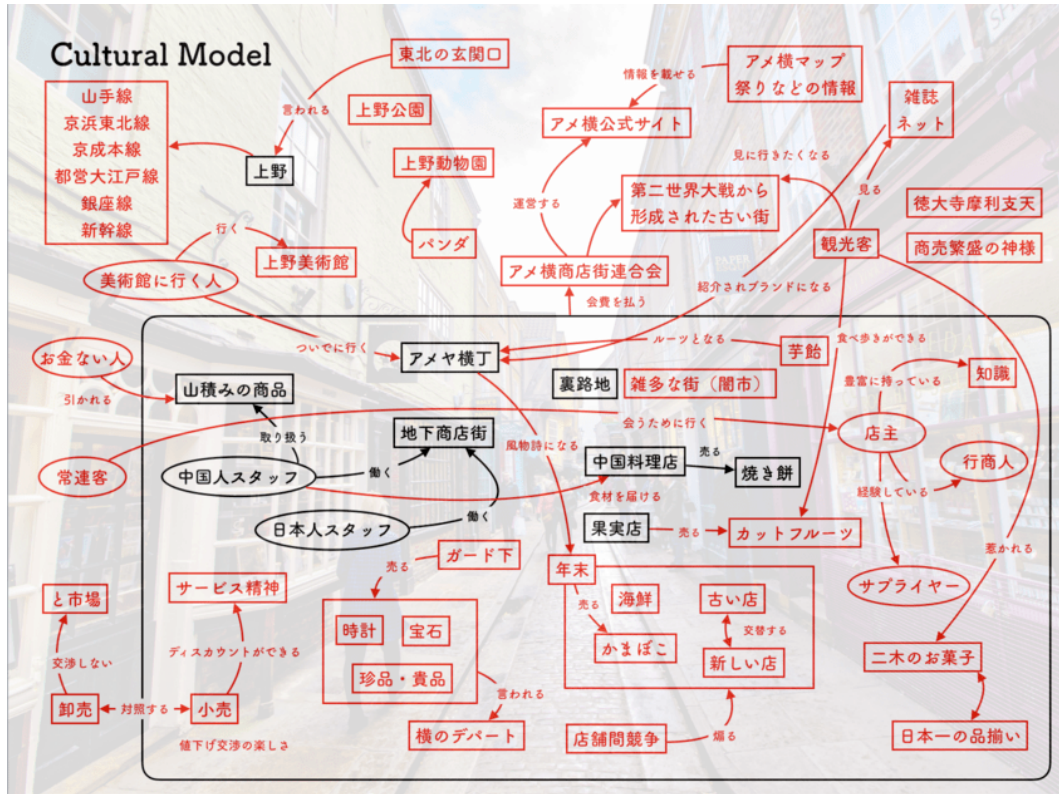 Cultural Model
東北の玄関口
アメ横マップ
祭りなどの情報
情報を載せる
山手線
京浜東北線
京成本線
都営大江戸線
銀座線
新幹線
言われる
上野公園
アメ横公式サイト
雑誌
ネット
上野
上野動物園
見に行きたくなる
見る
運営する
第二世界大戦から
形成された古い街
徳大寺摩利支天
行く
パンダ
観光客
商売繁盛の神様
上野美術館
美術館に行く人
アメ横商店街連合会
紹介されブランドになる
会費を払う
お金ない人
ついでに行く
アメヤ横丁
ルーツとなる
芋飴
食べ歩きができる
引かれる
山積みの商品
裏路地
雑多な街（闇市）
豊富に持っている
知識
取り扱う
地下商店街
会うために行く
店主
風物詩になる
常連客
中国人スタッフ
働く
中国料理店
売る
焼き餅
行商人
食材を届ける
経験している
日本人スタッフ
働く
果実店
売る
カットフルーツ
惹かれる
ガード下
売る
年末
サプライヤー
と市場
サービス精神
売る
海鮮
古い店
時計
宝石
交替する
交渉しない
ディスカウントができる
かまぼこ
新しい店
二木のお菓子
珍品・貴品
言われる
卸売
対照する
小売
横のデパート
店舗間競争
煽る
日本一の品揃い
値下げ交渉の楽しさ